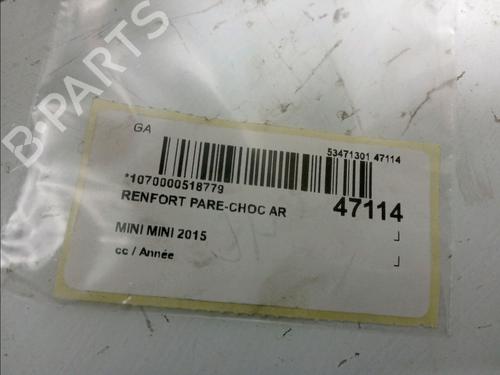 B-PARTS
GA
53471301 47114
*1070000518779
RENFORT PARE-CHOC AR
47114
MINI MINI 2015
cc / Année